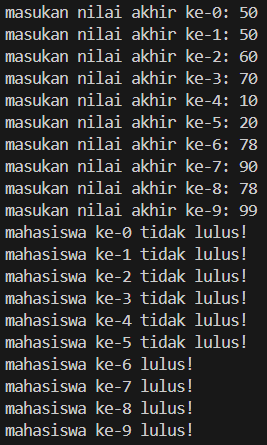 masukan nilai akhir ke-0: 50
masukan nilai akhir ke-1: 50
masukan nilai akhir ke-2: 60
masukan nilai akhir ke-3: 70
masukan nilai akhir ke-4: 10
masukan nilai akhir ke-5: 20
masukan nilai akhir ke-6: 78
masukan nilai akhir ke-7: 90
masukan nilai akhir ke-8: 78
masukan nilai akhir ke-9: 99
mahasiswa ke-0 tidak lulus!
mahasiswa ke-1 tidak lulus!
mahasiswa ke-2 tidak lulus!
mahasiswa ke-3 tidak lulus!
mahasiswa ke-4 tidak lulus!
mahasiswa ke-5 tidak lulus!
mahasiswa ke-6 lulus!
mahasiswa ke-7 lulus!
mahasiswa ke-8 lulus!
mahasiswa ke-9 lulus!